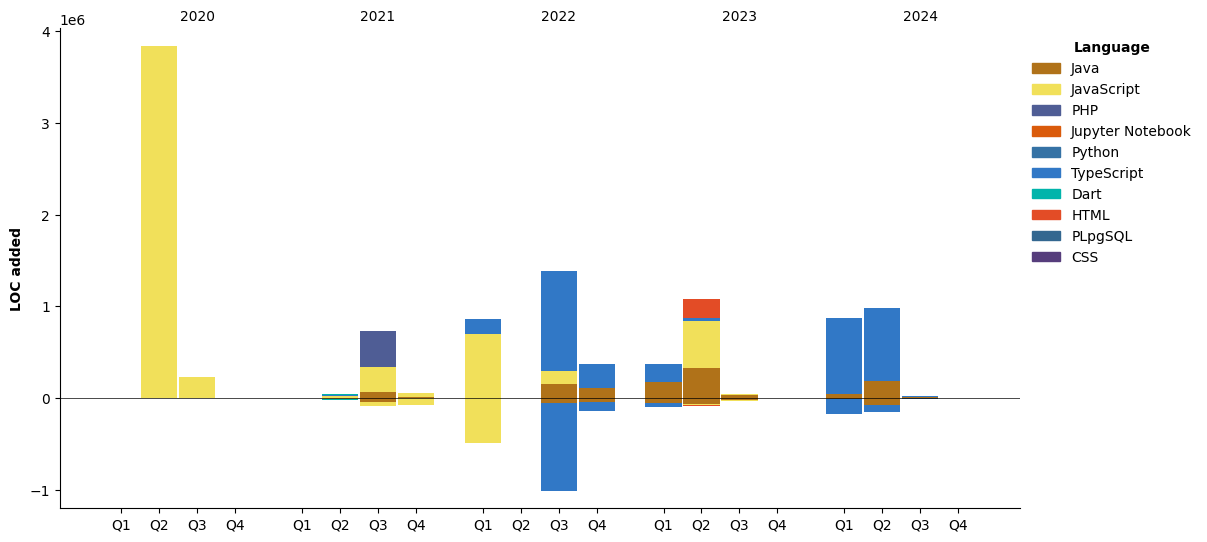 1e6
2020 2021 2022 2023 2024
4
3
2
1
0
−1
LOC added
Q1 Q2 Q3 Q4 Q1 Q2 Q3 Q4 Q1 Q2 Q3 Q4 Q1 Q2 Q3 Q4 Q1 Q2 Q3 Q4
Language
Java
JavaScript
PHP
Jupyter Notebook
Python
TypeScript
Dart
HTML
PLpgSQL
CSS